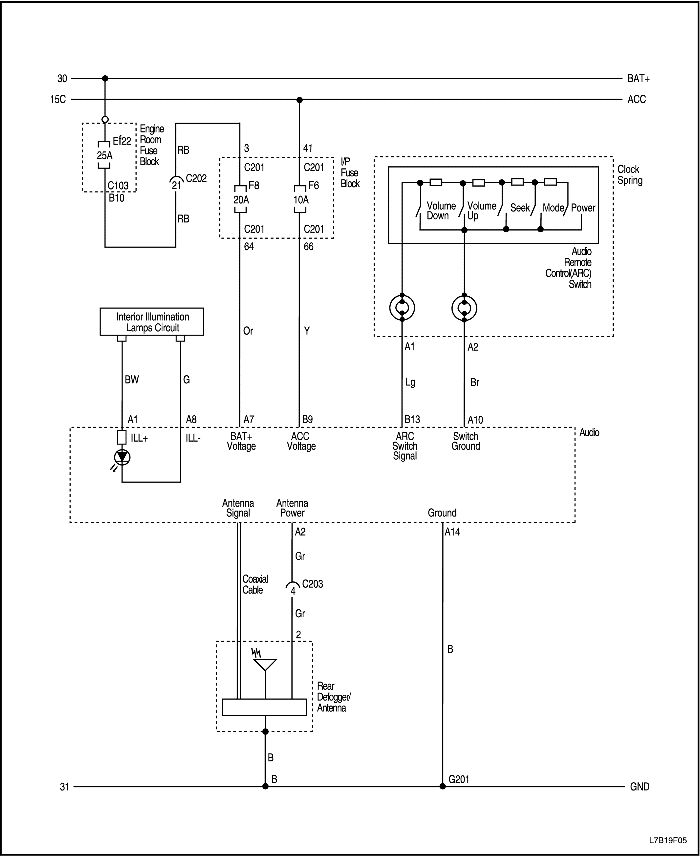 30
BAT+
15C
ACC
Ef22
25A
C103
B10
Engine
Room
Fuse
Block
RB
21
C202
RB
3
41
C201
C201
F8
20A
F6
10A
C201
C201
64
66
I/P
Fuse
Block
Clock
Spring
Volume
Down
Volume
Up
Seek
Mode
Power
Audio
Remote
Control(ARC)
Switch
Interior Illumination
Lamps Circuit
Or
Y
A1
A2
BW
G
Lg
Br
A1
A8
A7
B9
B13
A10
ILL+
ILL-
BAT+
Voltage
ACC
Voltage
ARC
Switch
Signal
Switch
Ground
Audio
Antenna
Signal
Antenna
Power
Ground
A2
A14
Gr
Coaxial
Cable
4
C203
Gr
2
B
Rear
Defogger/
Antenna
B
B
31
G201
GND
L7B19F05